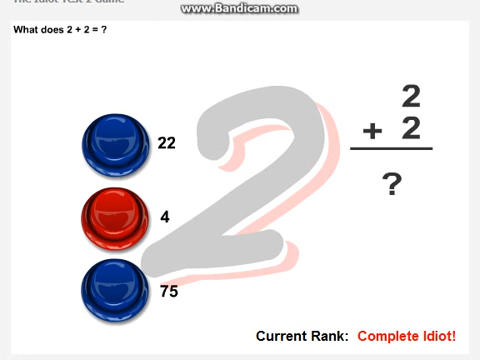 The Idiot Test 2 Game
www.Bandicam.com
What does 2 + 2 = ?
2
22
4
75
2
+ 2
?
Current Rank: Complete Idiot!